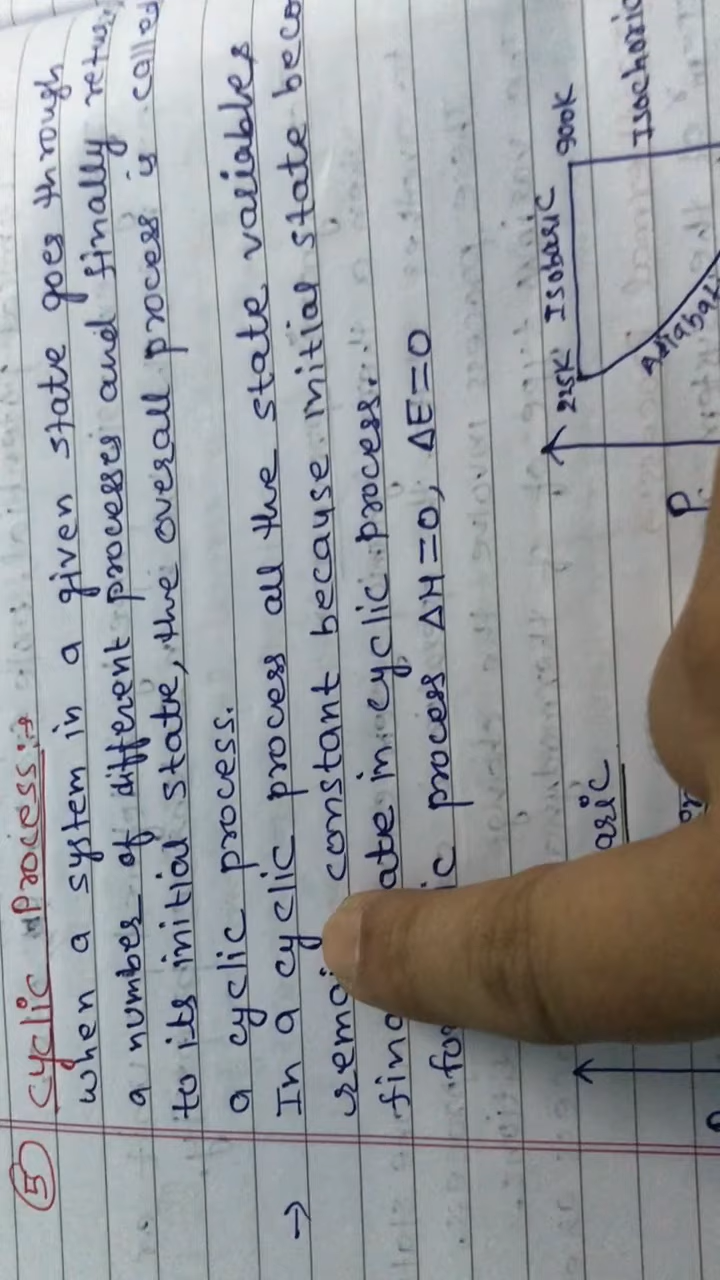 5 Cyclic Process:→
when a system in a given state goes through
a number of different processes and finally
to its initial state, the overall process is called
a cyclic process.
→ In a cyclic process all the state variables
constant because initial state
in cyclic process.
process ΔH=0, ΔE=0
225K Isobaric 900K
Isochoric
P